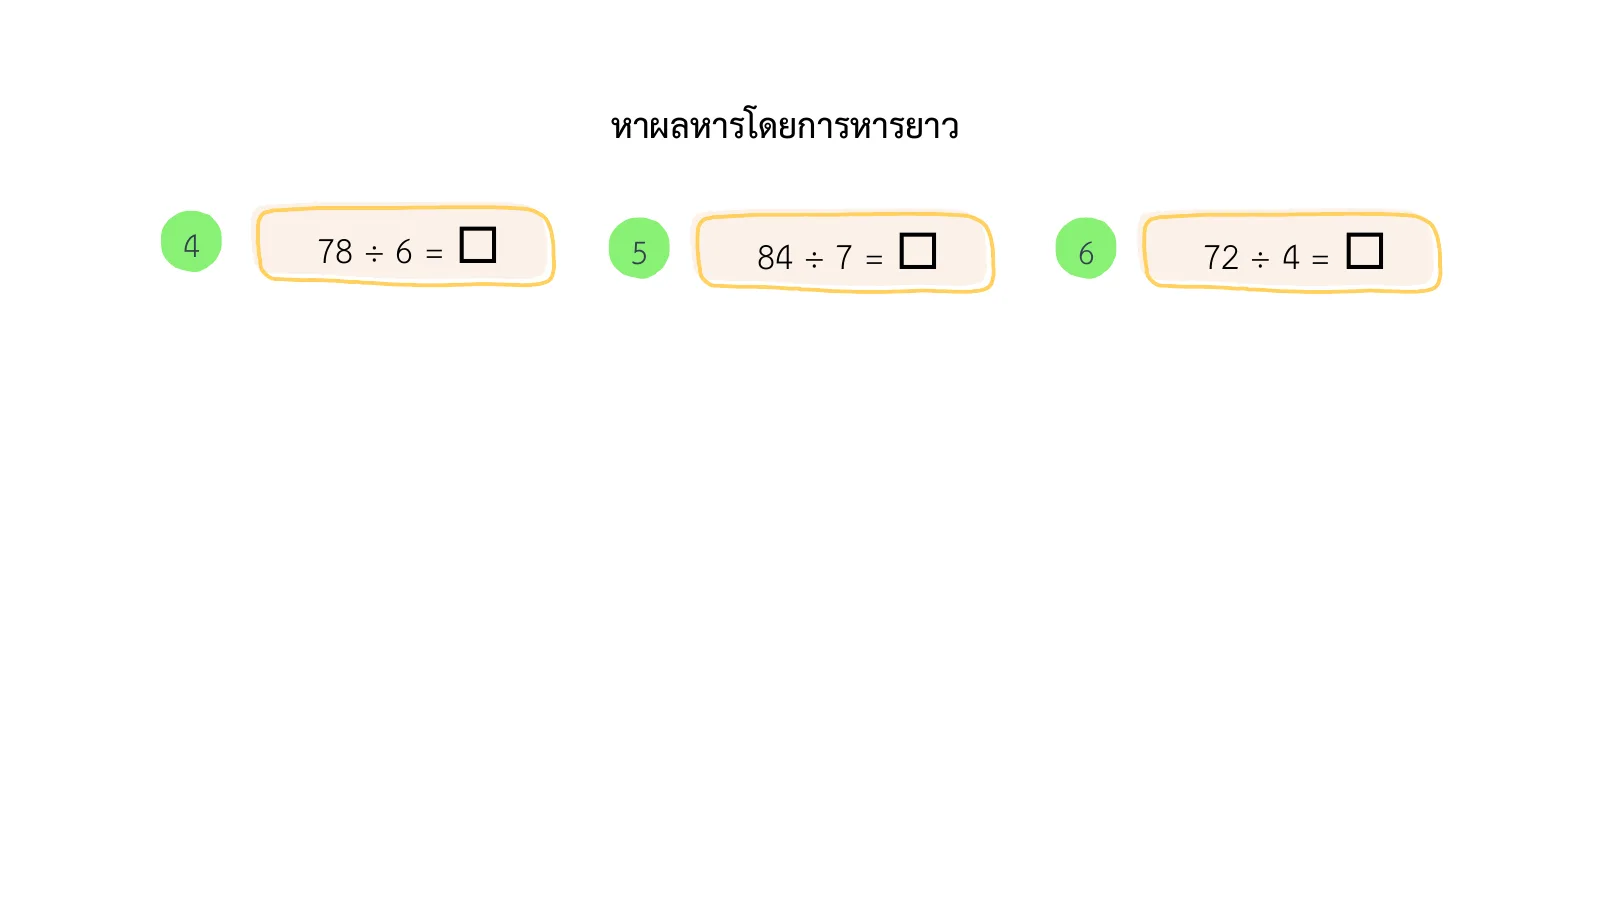 หาผลหารโดยการหารยาว
4 78 ÷ 6 = □
5 84 ÷ 7 = □
6 72 ÷ 4 = □